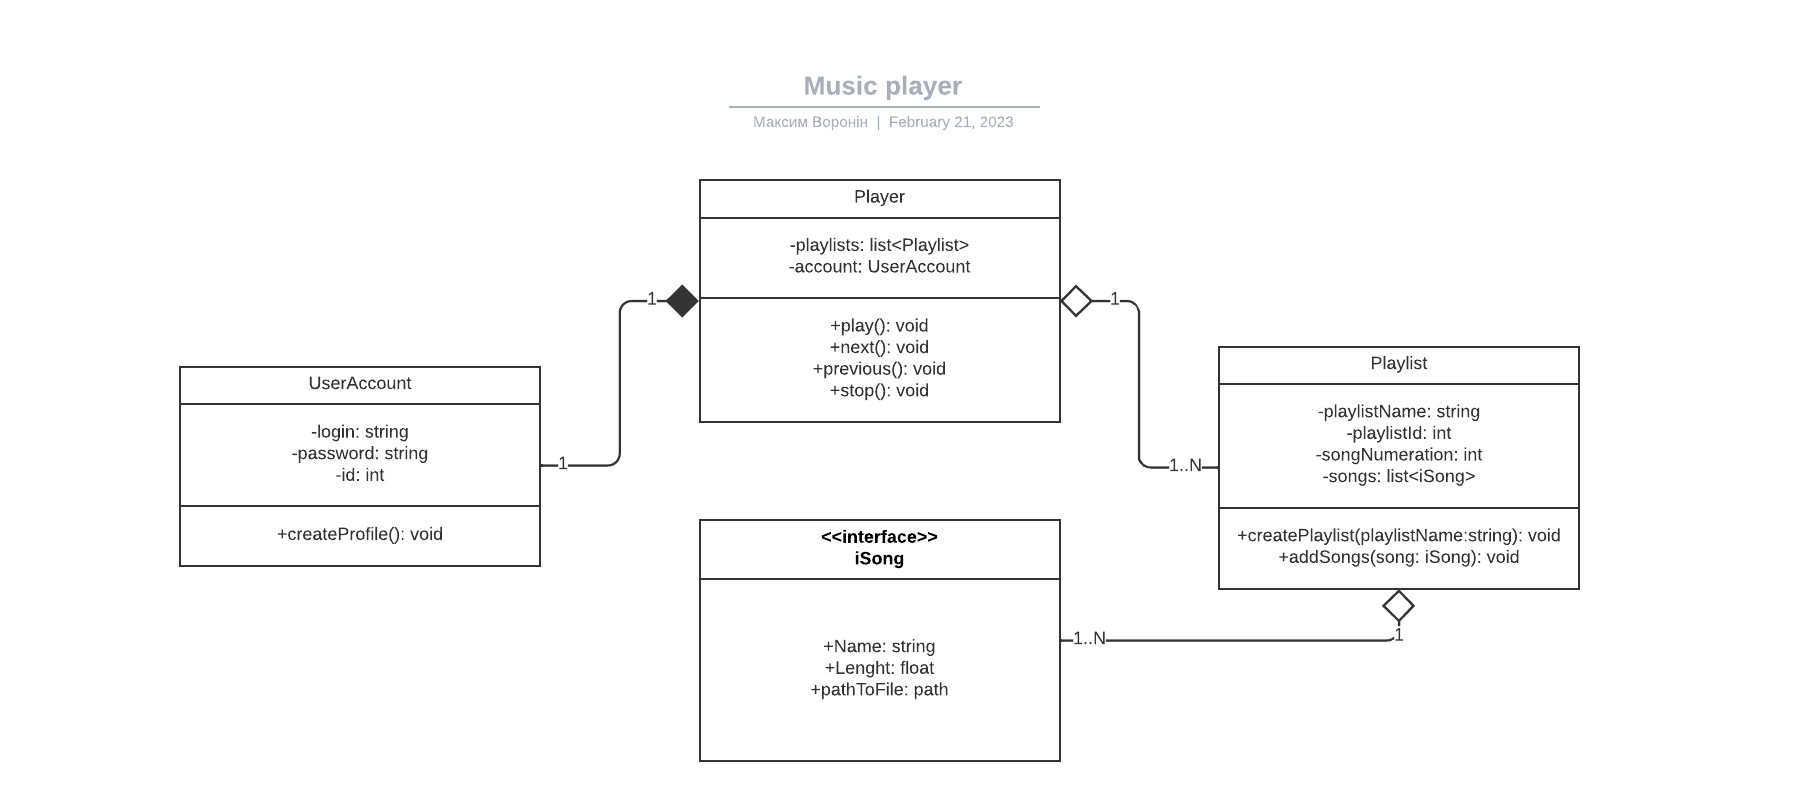 Music player
Максим Воронін | February 21, 2023
Player
-playlists: list<Playlist>
-account: UserAccount
+play(): void
+next(): void
+previous(): void
+stop(): void
1
1
1
1..N
UserAccount
-login: string
-password: string
-id: int
+createProfile(): void
Playlist
-playlistName: string
-playlistId: int
-songNumeration: int
-songs: list<iSong>
+createPlaylist(playlistName:string): void
+addSongs(song: iSong): void
<<interface>>
iSong
+Name: string
+Lenght: float
+pathToFile: path
1..N
1